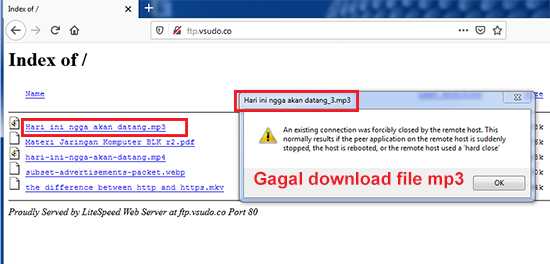 Index of /
ftp.vsudo.co
Index of /
Name
Hari ini ngga akan datang.mp3
Materi Jaringan Komputer BLK r2.pdf
hari-ini-ngga-akan-datang.mp4
subset-advertisements-packet.webp
the difference between http and https.mkv
Proudly Served by LiteSpeed Web Server at ftp.vsudo.co Port 80
Hari ini ngga akan datang_3.mp3
An existing connection was forcibly closed by the remote host. This
normally results if the peer application on the remote host is suddenly
stopped, the host is rebooted, or the remote host used a 'hard close'
Gagal download file mp3
OK